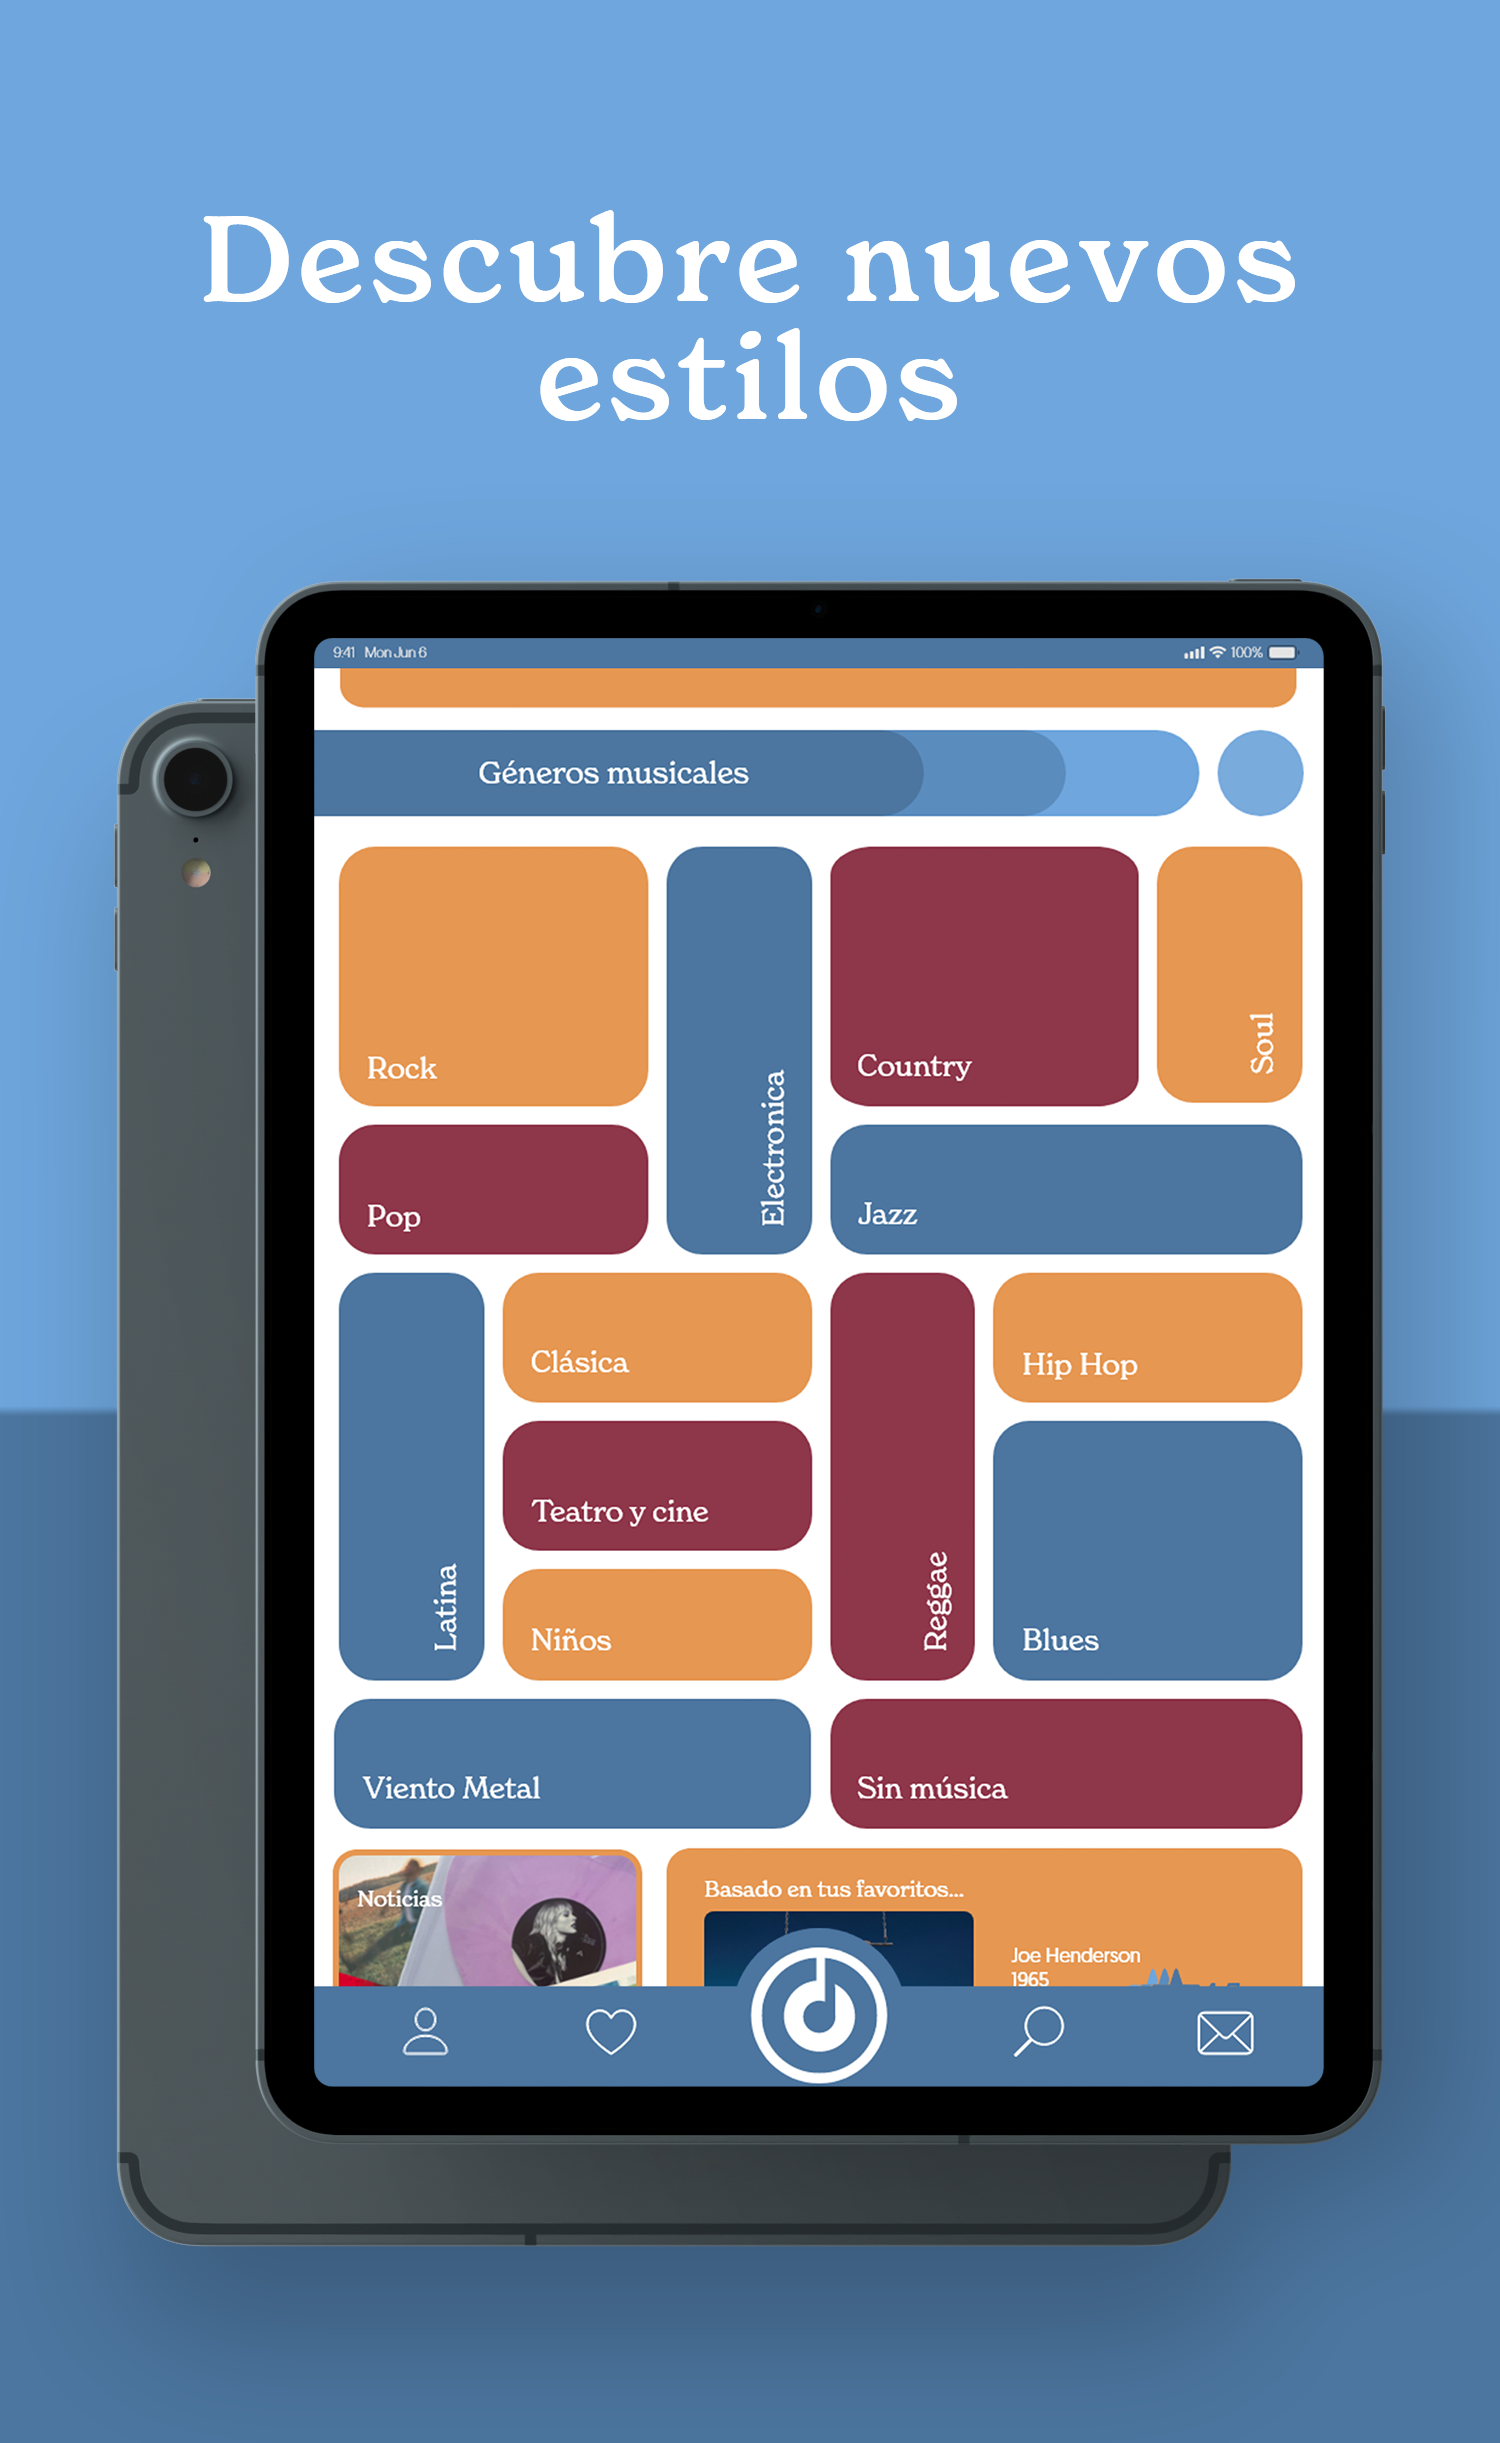 Descubre nuevos
estilos
9:41 Mon Jun 6
100%
Géneros musicales
Rock
Electronica
Country
Soul
Pop
Jazz
Latina
Clásica
Reggae
Hip Hop
Teatro y cine
Niños
Blues
Viento Metal
Sin música
Noticias
Basado en tus favoritos...
Joe Henderson
1965